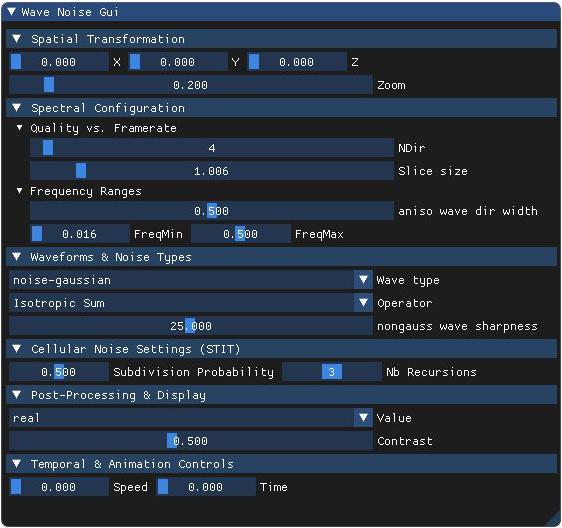 Wave Noise Gui
Spatial Transformation
0.000 X 0.000 Y 0.000 Z
0.200 Zoom
Spectral Configuration
Quality vs. Framerate
4 NDir
1.006 Slice size
Frequency Ranges
0.500 aniso wave dir width
0.016 FreqMin 0.500 FreqMax
Waveforms & Noise Types
noise-gaussian Wave type
Isotropic Sum Operator
25.000 nongauss wave sharpness
Cellular Noise Settings (STIT)
0.500 Subdivision Probability 3 Nb Recursions
Post-Processing & Display
real Value
0.500 Contrast
Temporal & Animation Controls
0.000 Speed 0.000 Time